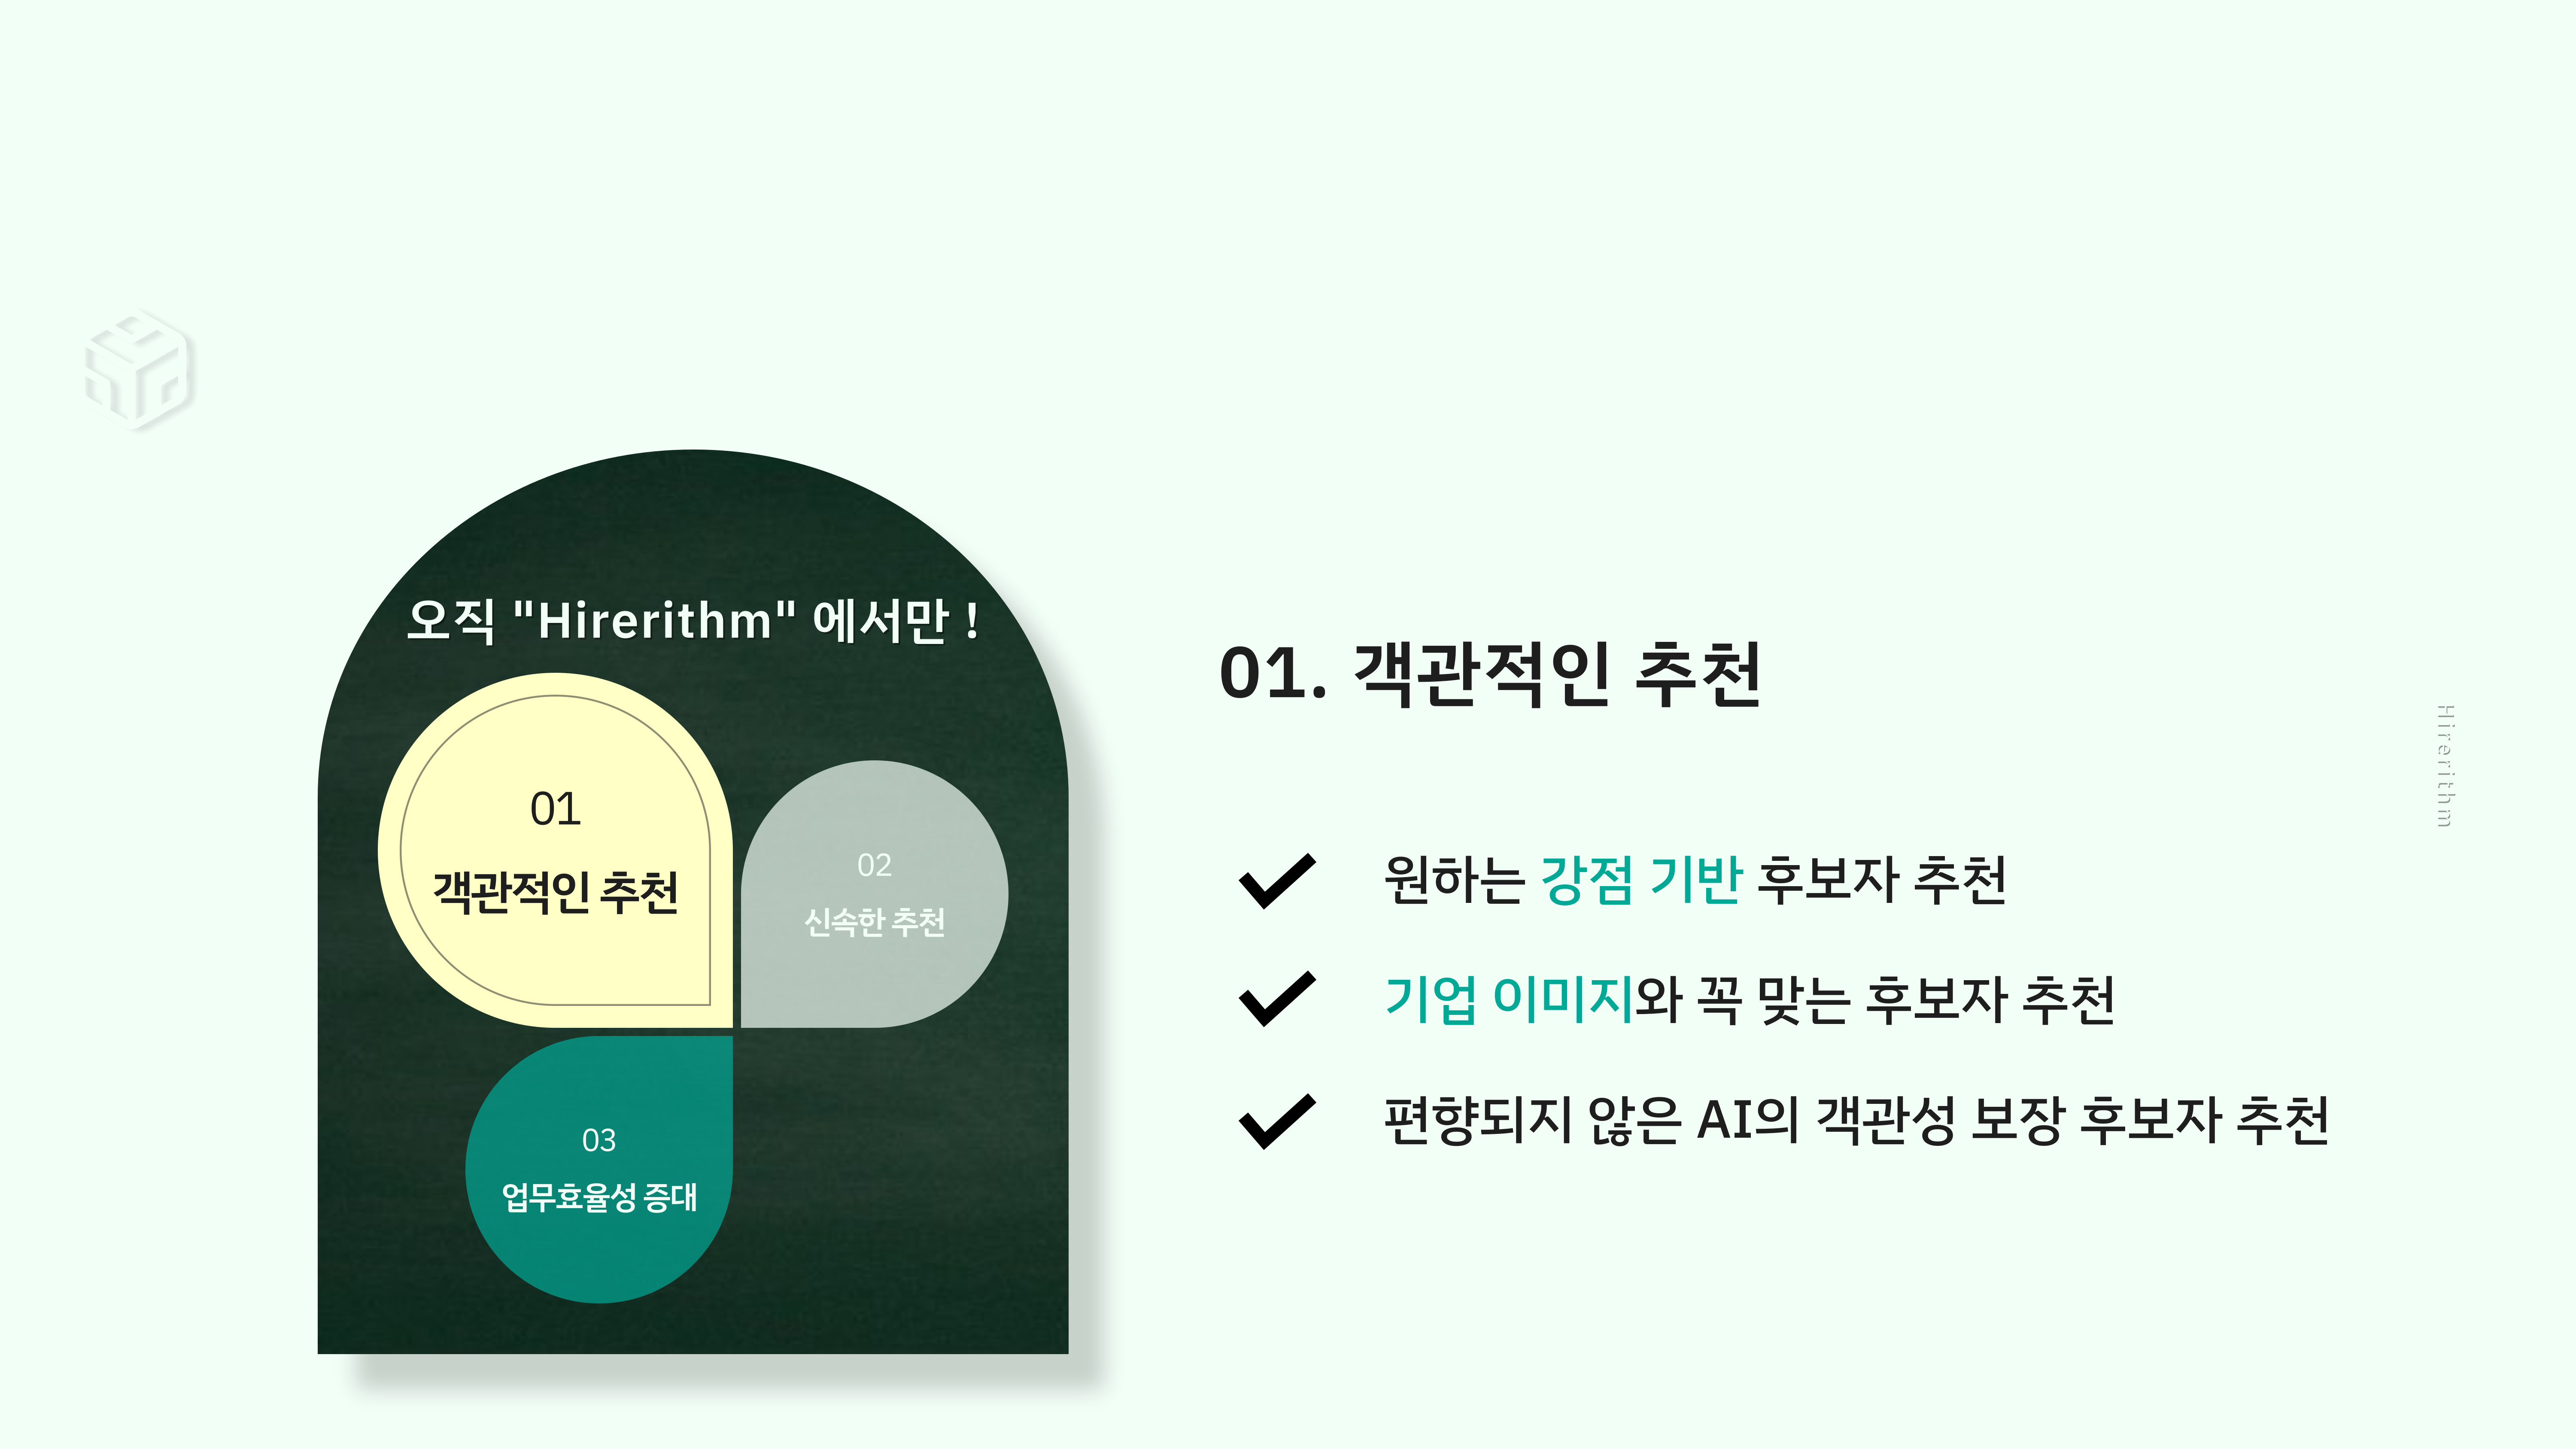 오직 "Hirerithm" 에서만 !
01
객관적인 추천
02
신속한 추천
03
업무효율성 증대
01. 객관적인 추천
원하는 강점 기반 후보자 추천
기업 이미지와 꼭 맞는 후보자 추천
편향되지 않은 AI의 객관성 보장 후보자 추천
Hirerithm